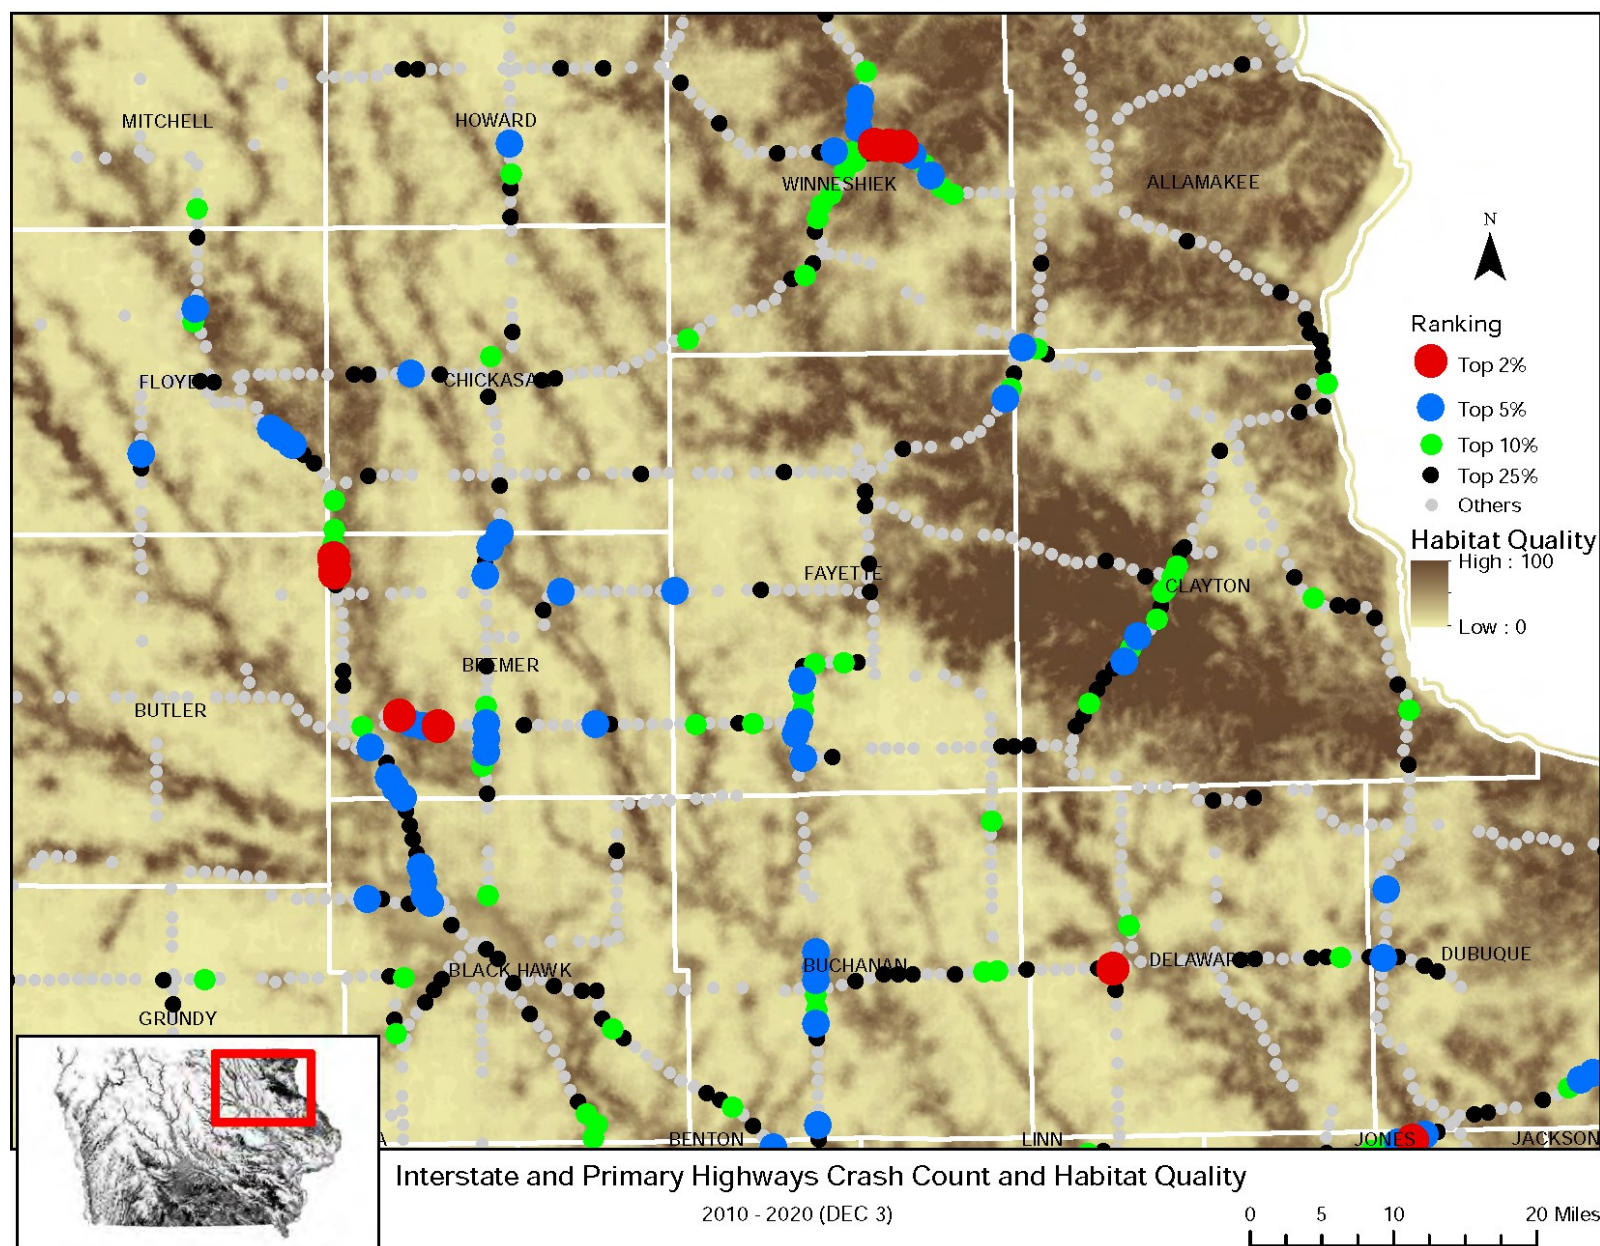 MITCHELL
HOWARD
WINNESHIEK
ALLAMAKEE
N
Ranking
Top 2%
Top 5%
Top 10%
Top 25%
Others
Habitat Quality
High : 100
Low : 0
FLOYD
CHICKASA
FAYETTE
CLAYTON
BREMER
BUTLER
BLACK HAWK
BUCHANAN
DELAWAR
DUBUQUE
GRUNDY
A
BENTON
LINN
JONES
JACKSON
Interstate and Primary Highways Crash Count and Habitat Quality
2010 - 2020 (DEC 3)
0 5 10 20 Miles